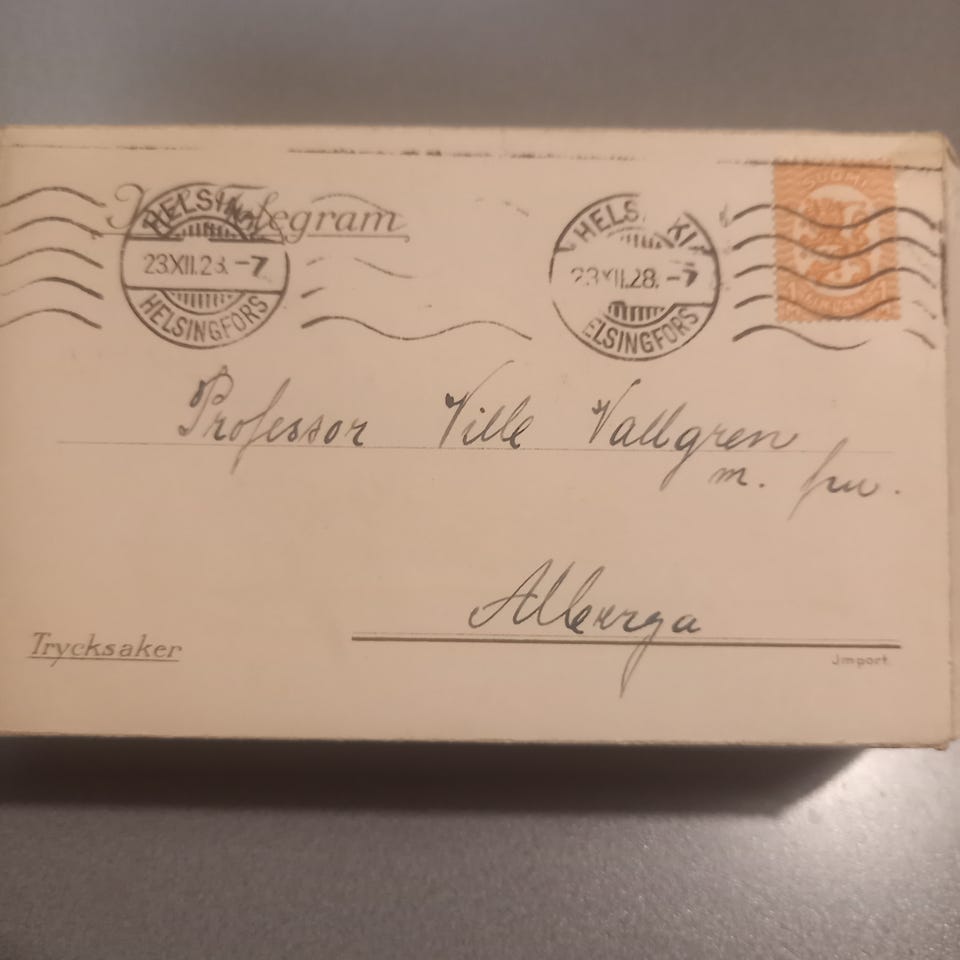 Telegram
HELSINKI
23.XII.28. -7
HELSINGFORS
HELSINKI
23.XII.28. -7
HELSINGFORS
SUOMI
Professor Ville Vallgren
m. fru.
Alberga
Trycksaker
Import.